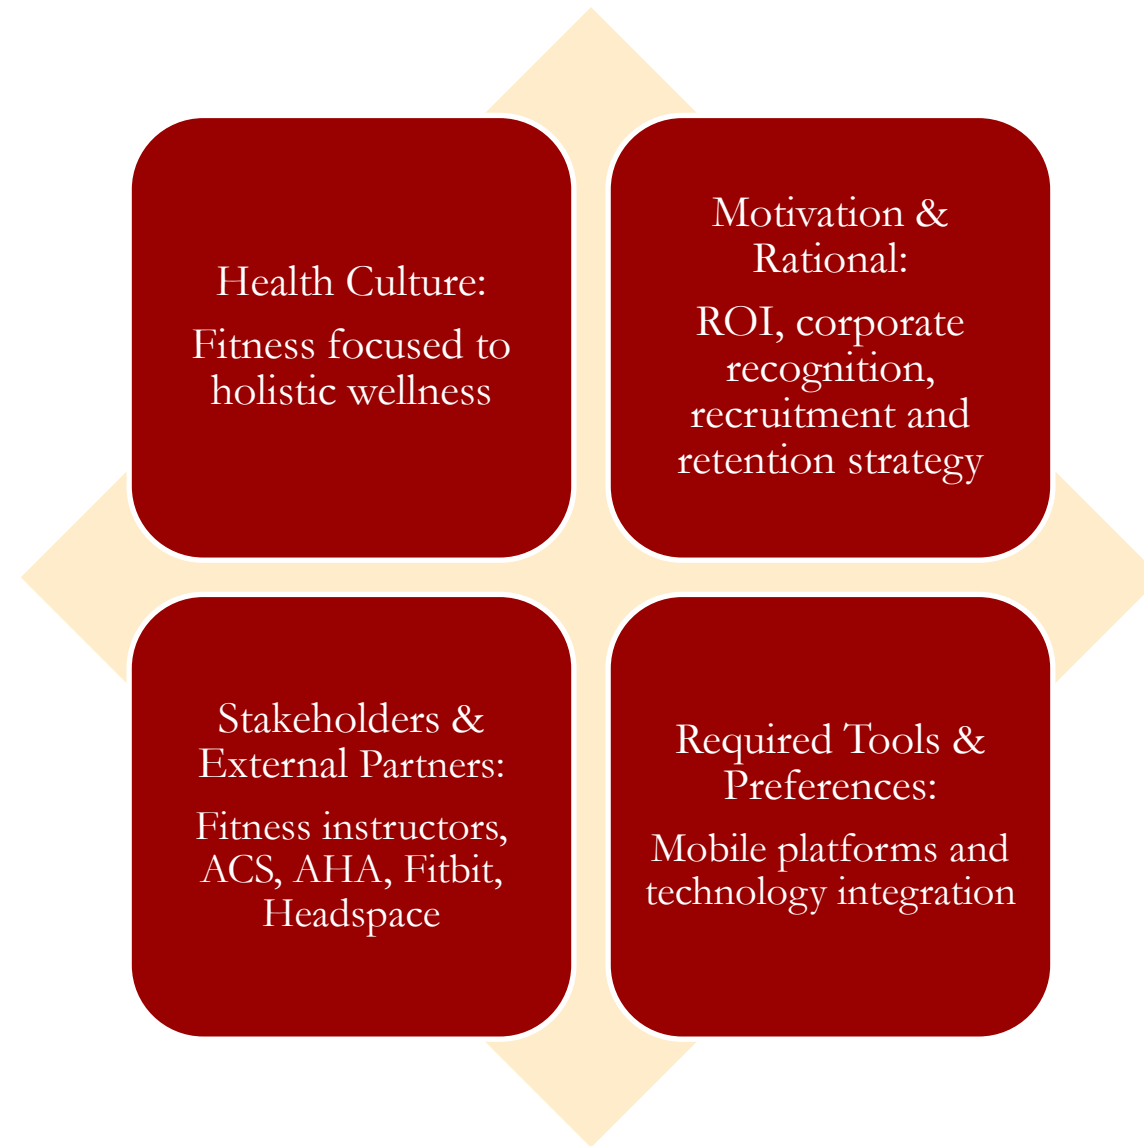 Health Culture:
Fitness focused to
holistic wellness
Motivation &
Rational:
ROI, corporate
recognition,
recruitment and
retention strategy
Stakeholders &
External Partners:
Fitness instructors,
ACS, AHA, Fitbit,
Headspace
Required Tools &
Preferences:
Mobile platforms and
technology integration